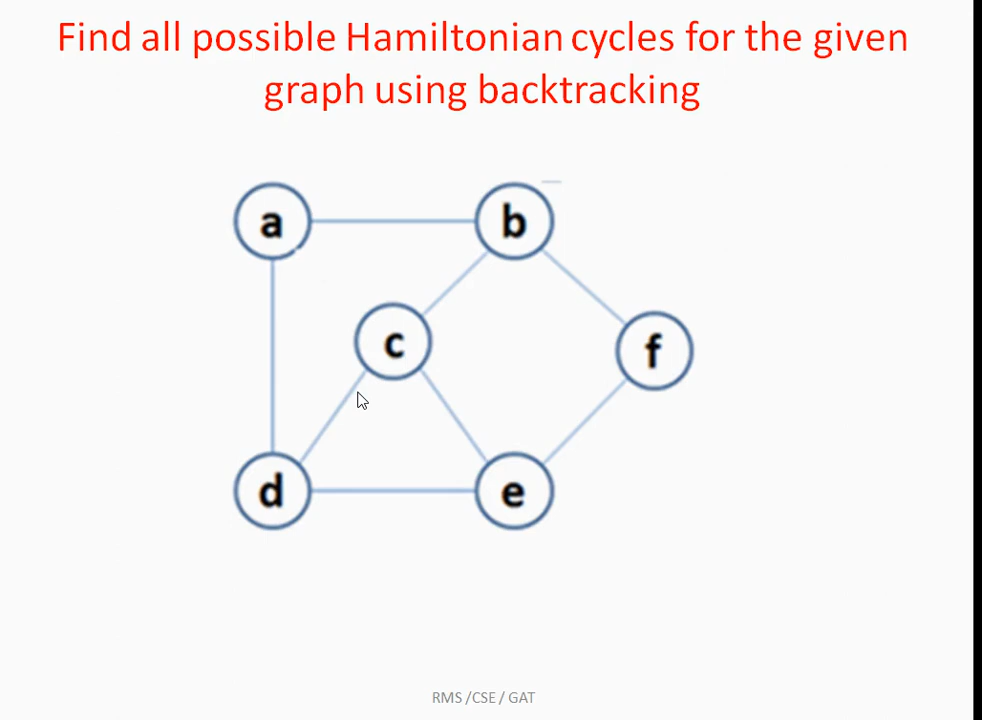 Find all possible Hamiltonian cycles for the given
graph using backtracking
a
b
c
f
d
e
RMS /CSE / GAT